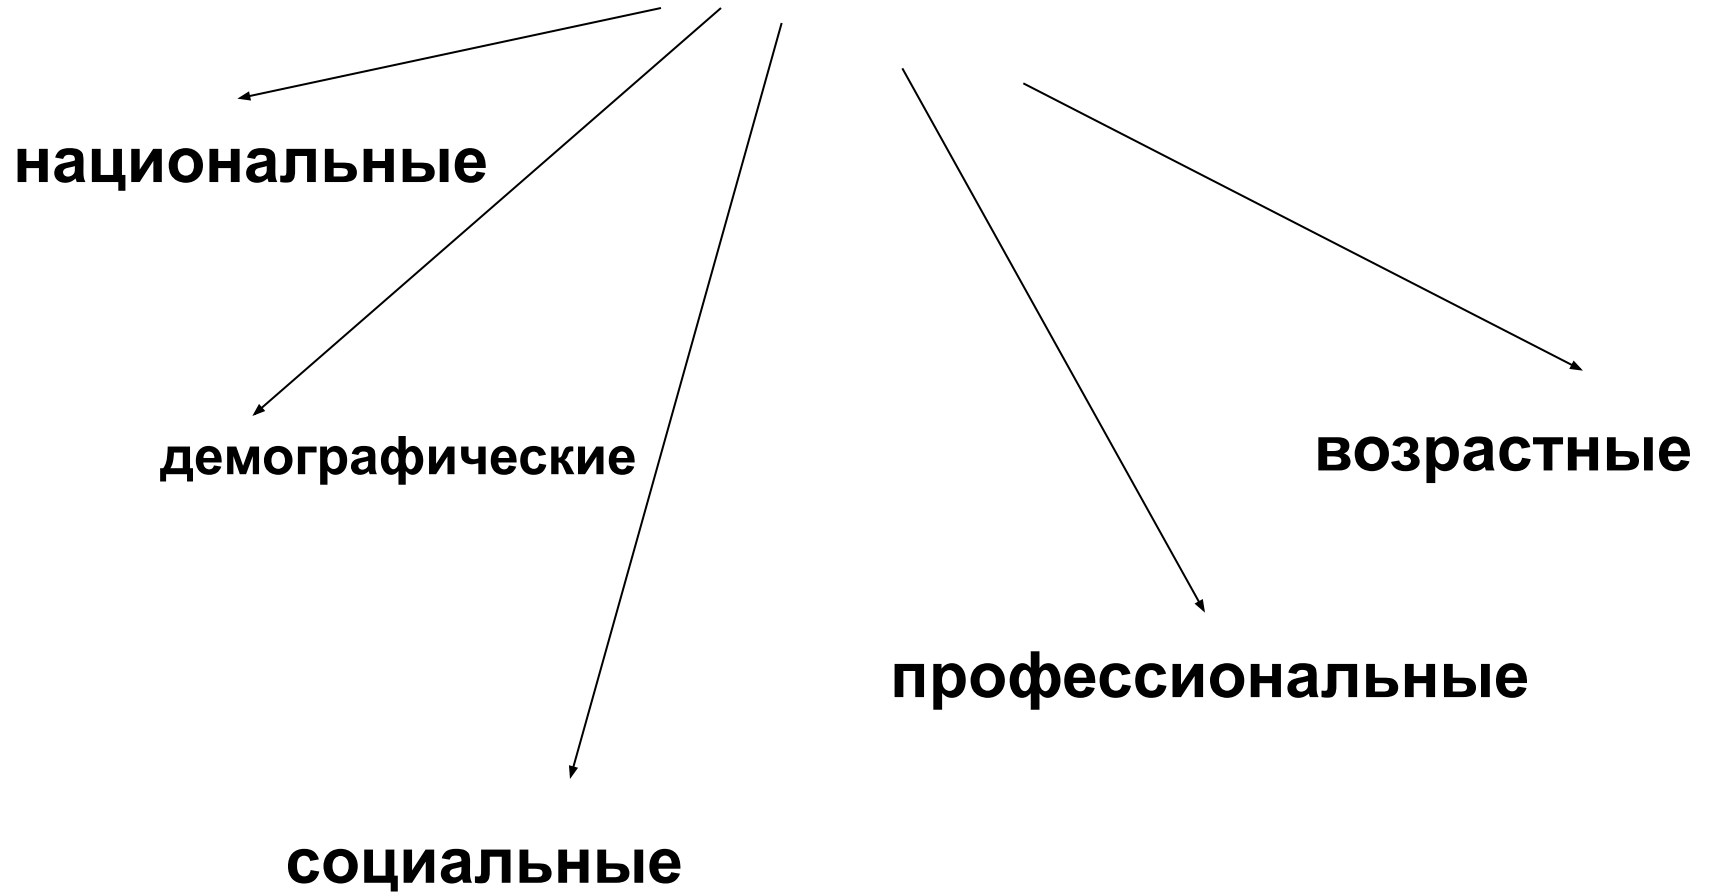 национальные
демографические
возрастные
профессиональные
социальные